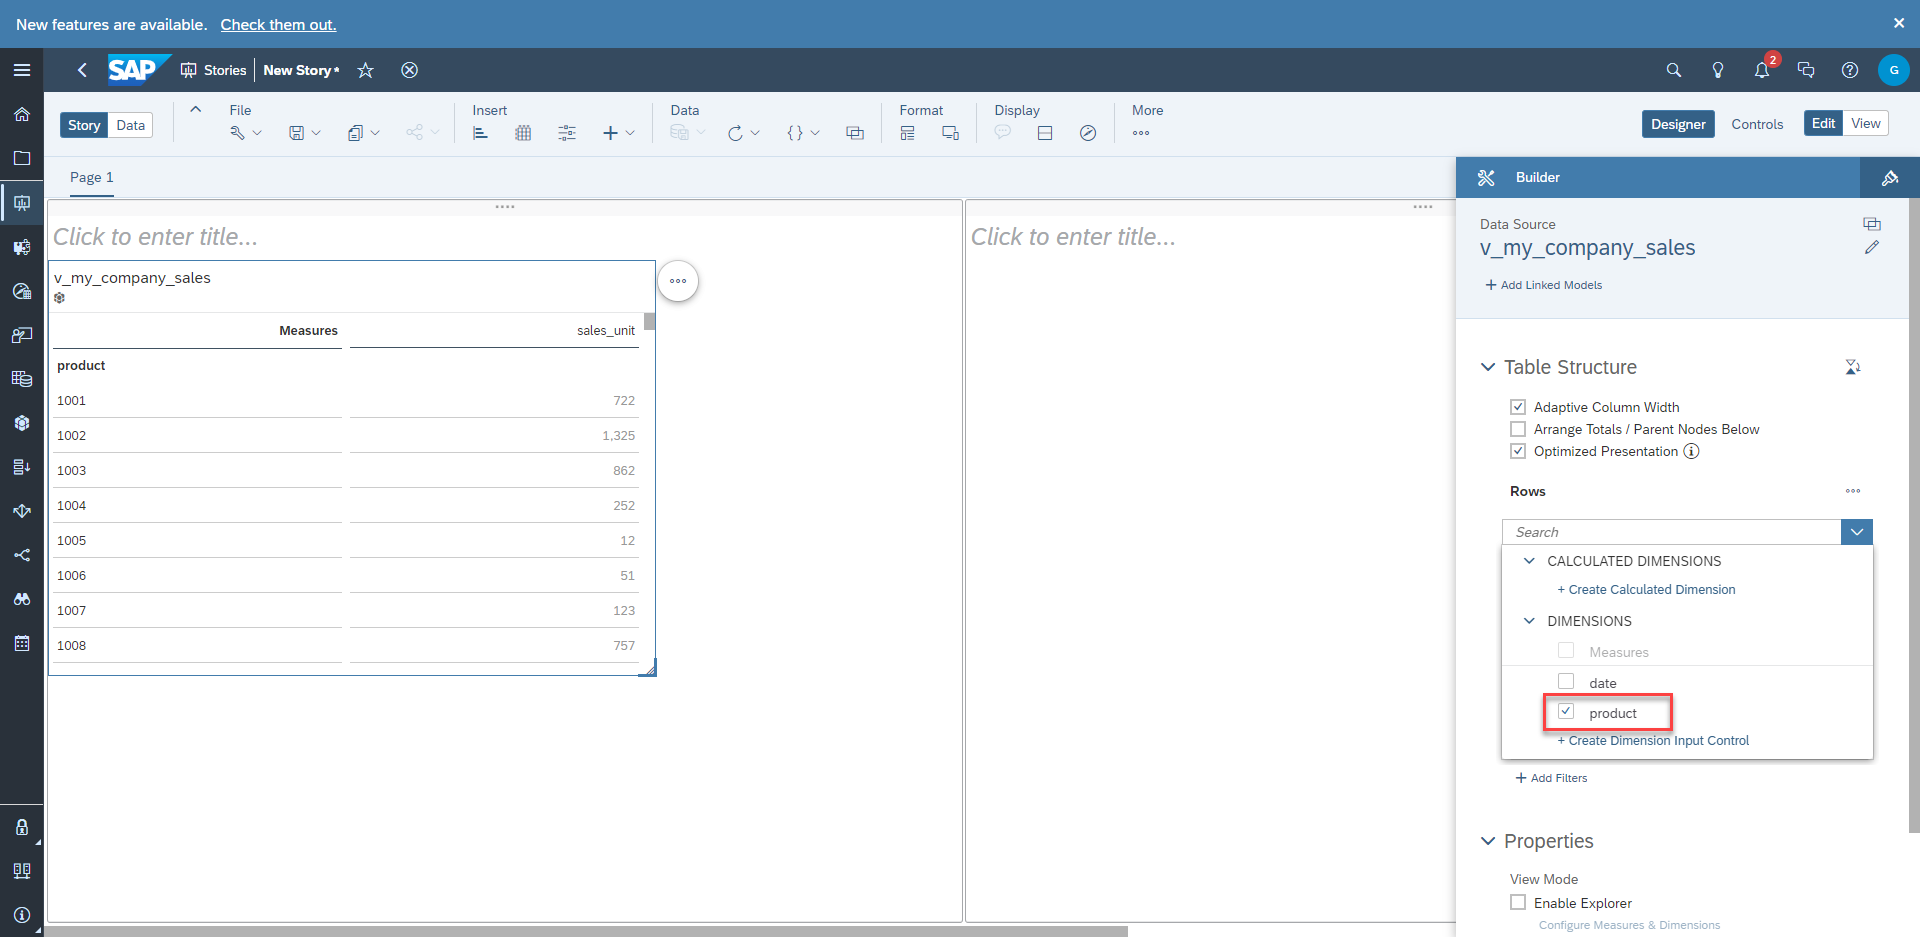 New features are available. Check them out.
SAP Stories New Story * 2 G
Story Data
File Insert Data Format Display More
Designer Controls Edit View
Page 1
Click to enter title...
v_my_company_sales
Measures sales_unit
product
1001 722
1002 1,325
1003 862
1004 252
1005 12
1006 51
1007 123
1008 757
Click to enter title...
Builder
Data Source
v_my_company_sales
+ Add Linked Models
Table Structure
Adaptive Column Width
Arrange Totals / Parent Nodes Below
Optimized Presentation
Rows
Search
CALCULATED DIMENSIONS
+ Create Calculated Dimension
DIMENSIONS
Measures
date
product
+ Create Dimension Input Control
+ Add Filters
Properties
View Mode
Enable Explorer
Configure Measures & Dimensions